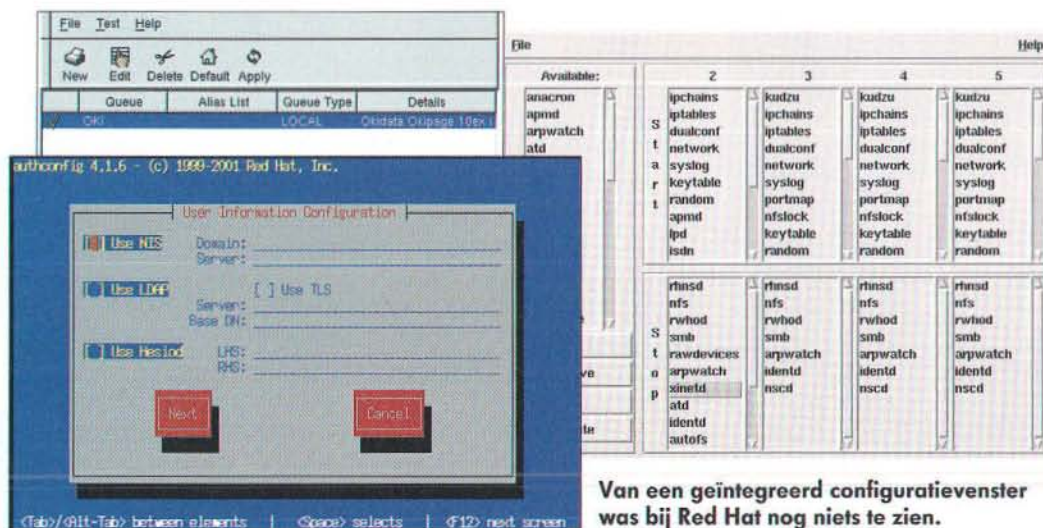 File Test Help
New Edit Delete Default Apply
Queue Alias List Queue Type Details
OKI LOCAL Okidata Okipage 10ex
authconfig 4.1.6 - (c) 1999-2001 Red Hat, Inc.
User Information Configuration
Use NIS Domain:
Server:
Use LDAP [ ] Use TLS
Server:
Base DN:
Use Hesiod LHS:
RHS:
Next Cancel
<Tab>/<Alt-Tab> between elements | <Space> selects | <F12> next screen
File Help
Available:
anacron
apmd
arpwatch
atd
2 3 4 5
Start
ipchains kudzu kudzu kudzu
iptables ipchains ipchains ipchains
dualconf iptables iptables iptables
network dualconf dualconf dualconf
syslog network network network
keytable syslog syslog syslog
random portmap portmap portmap
apmd nfslock nfslock nfslock
lpd keytable keytable keytable
isdn random random random
Stop
rhnsd rhnsd rhnsd rhnsd
nfs nfs nfs nfs
rwhod rwhod rwhod rwhod
smb smb smb smb
rawdevices arpwatch arpwatch arpwatch
arpwatch identd identd identd
xinetd nscd nscd nscd
atd
identd
autofs
Van een geïntegreerd configuratievenster
was bij Red Hat nog niets te zien.